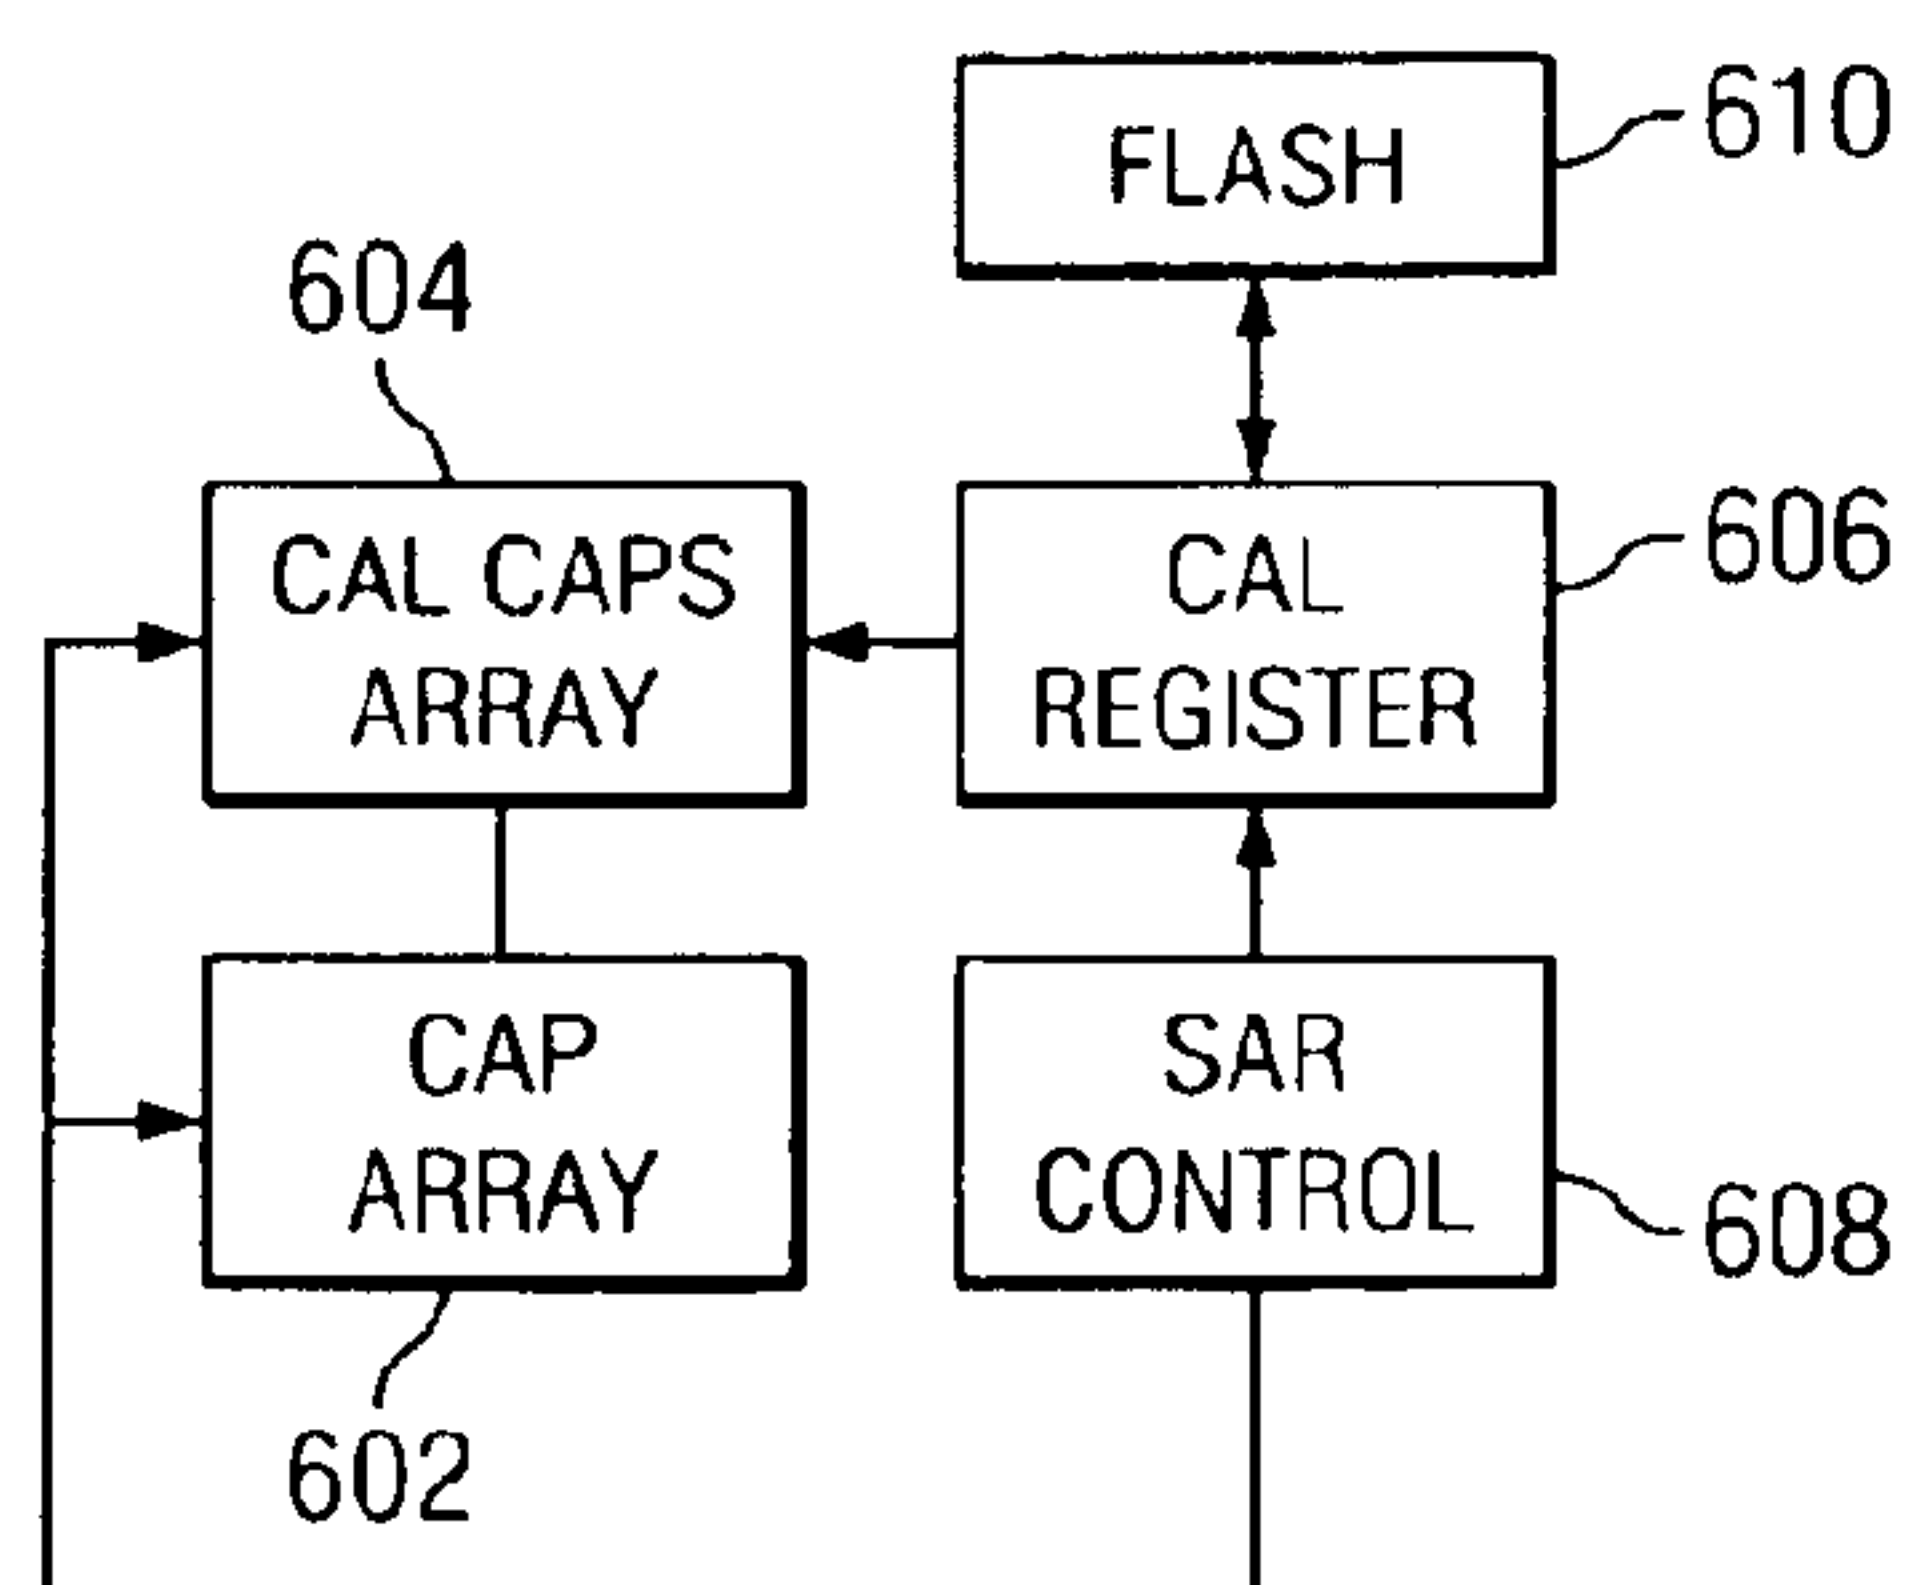 FLASH
610
604
CAL CAPS
ARRAY
CAL
REGISTER
606
CAP
ARRAY
SAR
CONTROL
608
602